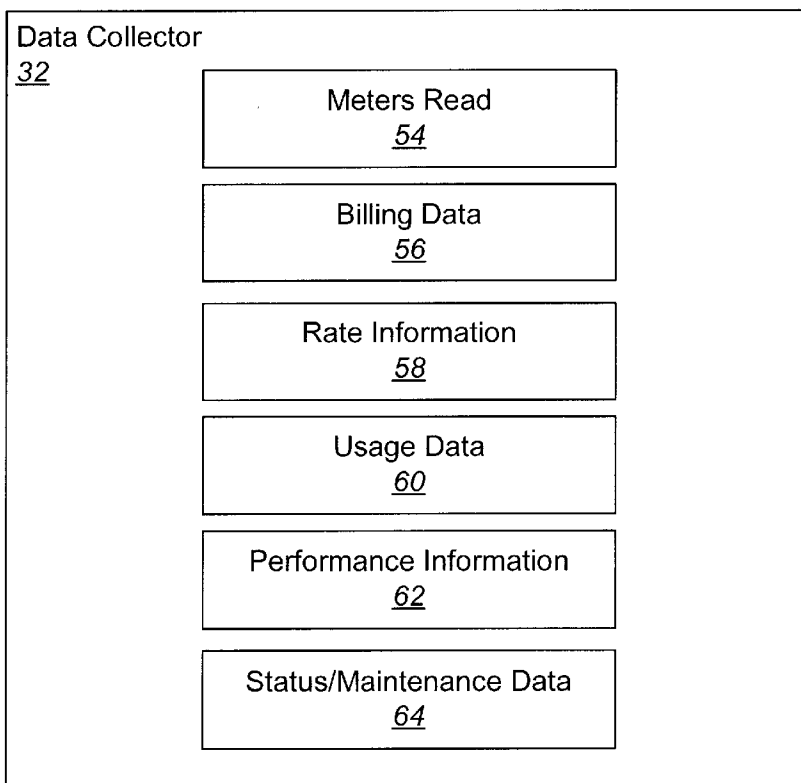 Data Collector
32
Meters Read
54
Billing Data
56
Rate Information
58
Usage Data
60
Performance Information
62
Status/Maintenance Data
64